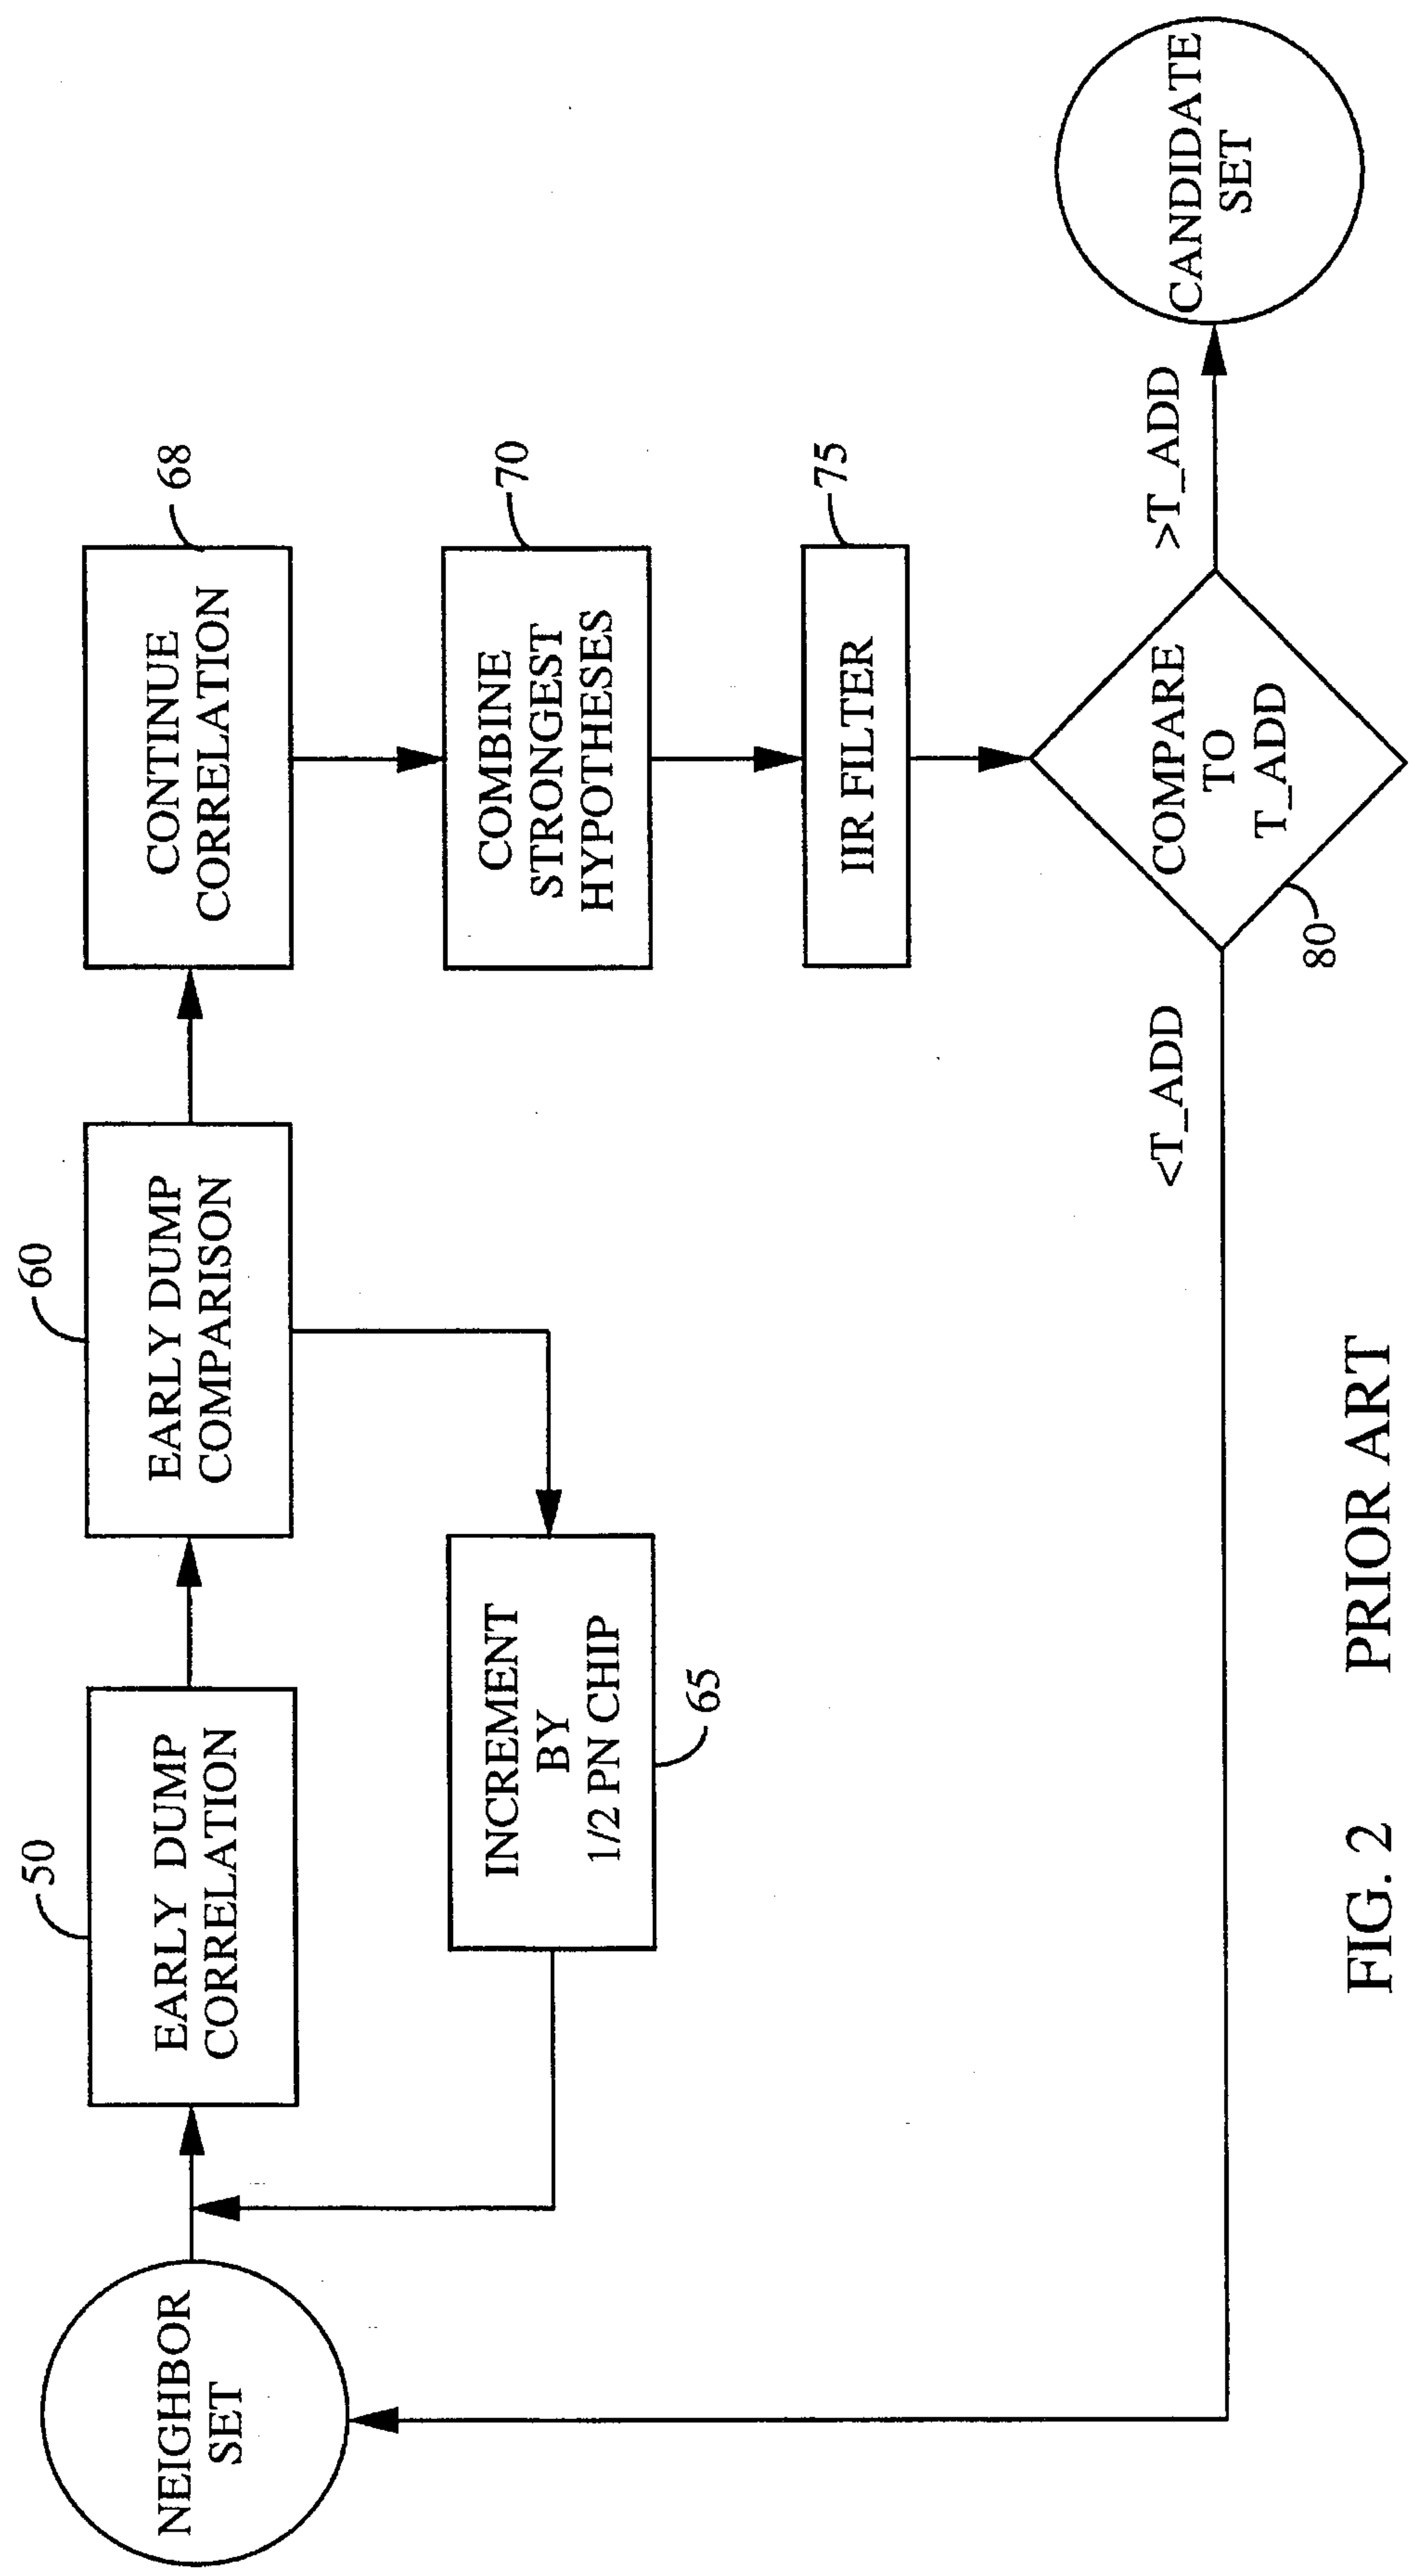 NEIGHBOR
SET
50
EARLY DUMP
CORRELATION
60
EARLY DUMP
COMPARISON
68
CONTINUE
CORRELATION
INCREMENT
BY
1/2 PN CHIP
65
70
COMBINE
STRONGEST
HYPOTHESES
75
IIR FILTER
<T_ADD
COMPARE
TO
T_ADD
80
>T_ADD
CANDIDATE
SET
FIG. 2 PRIOR ART